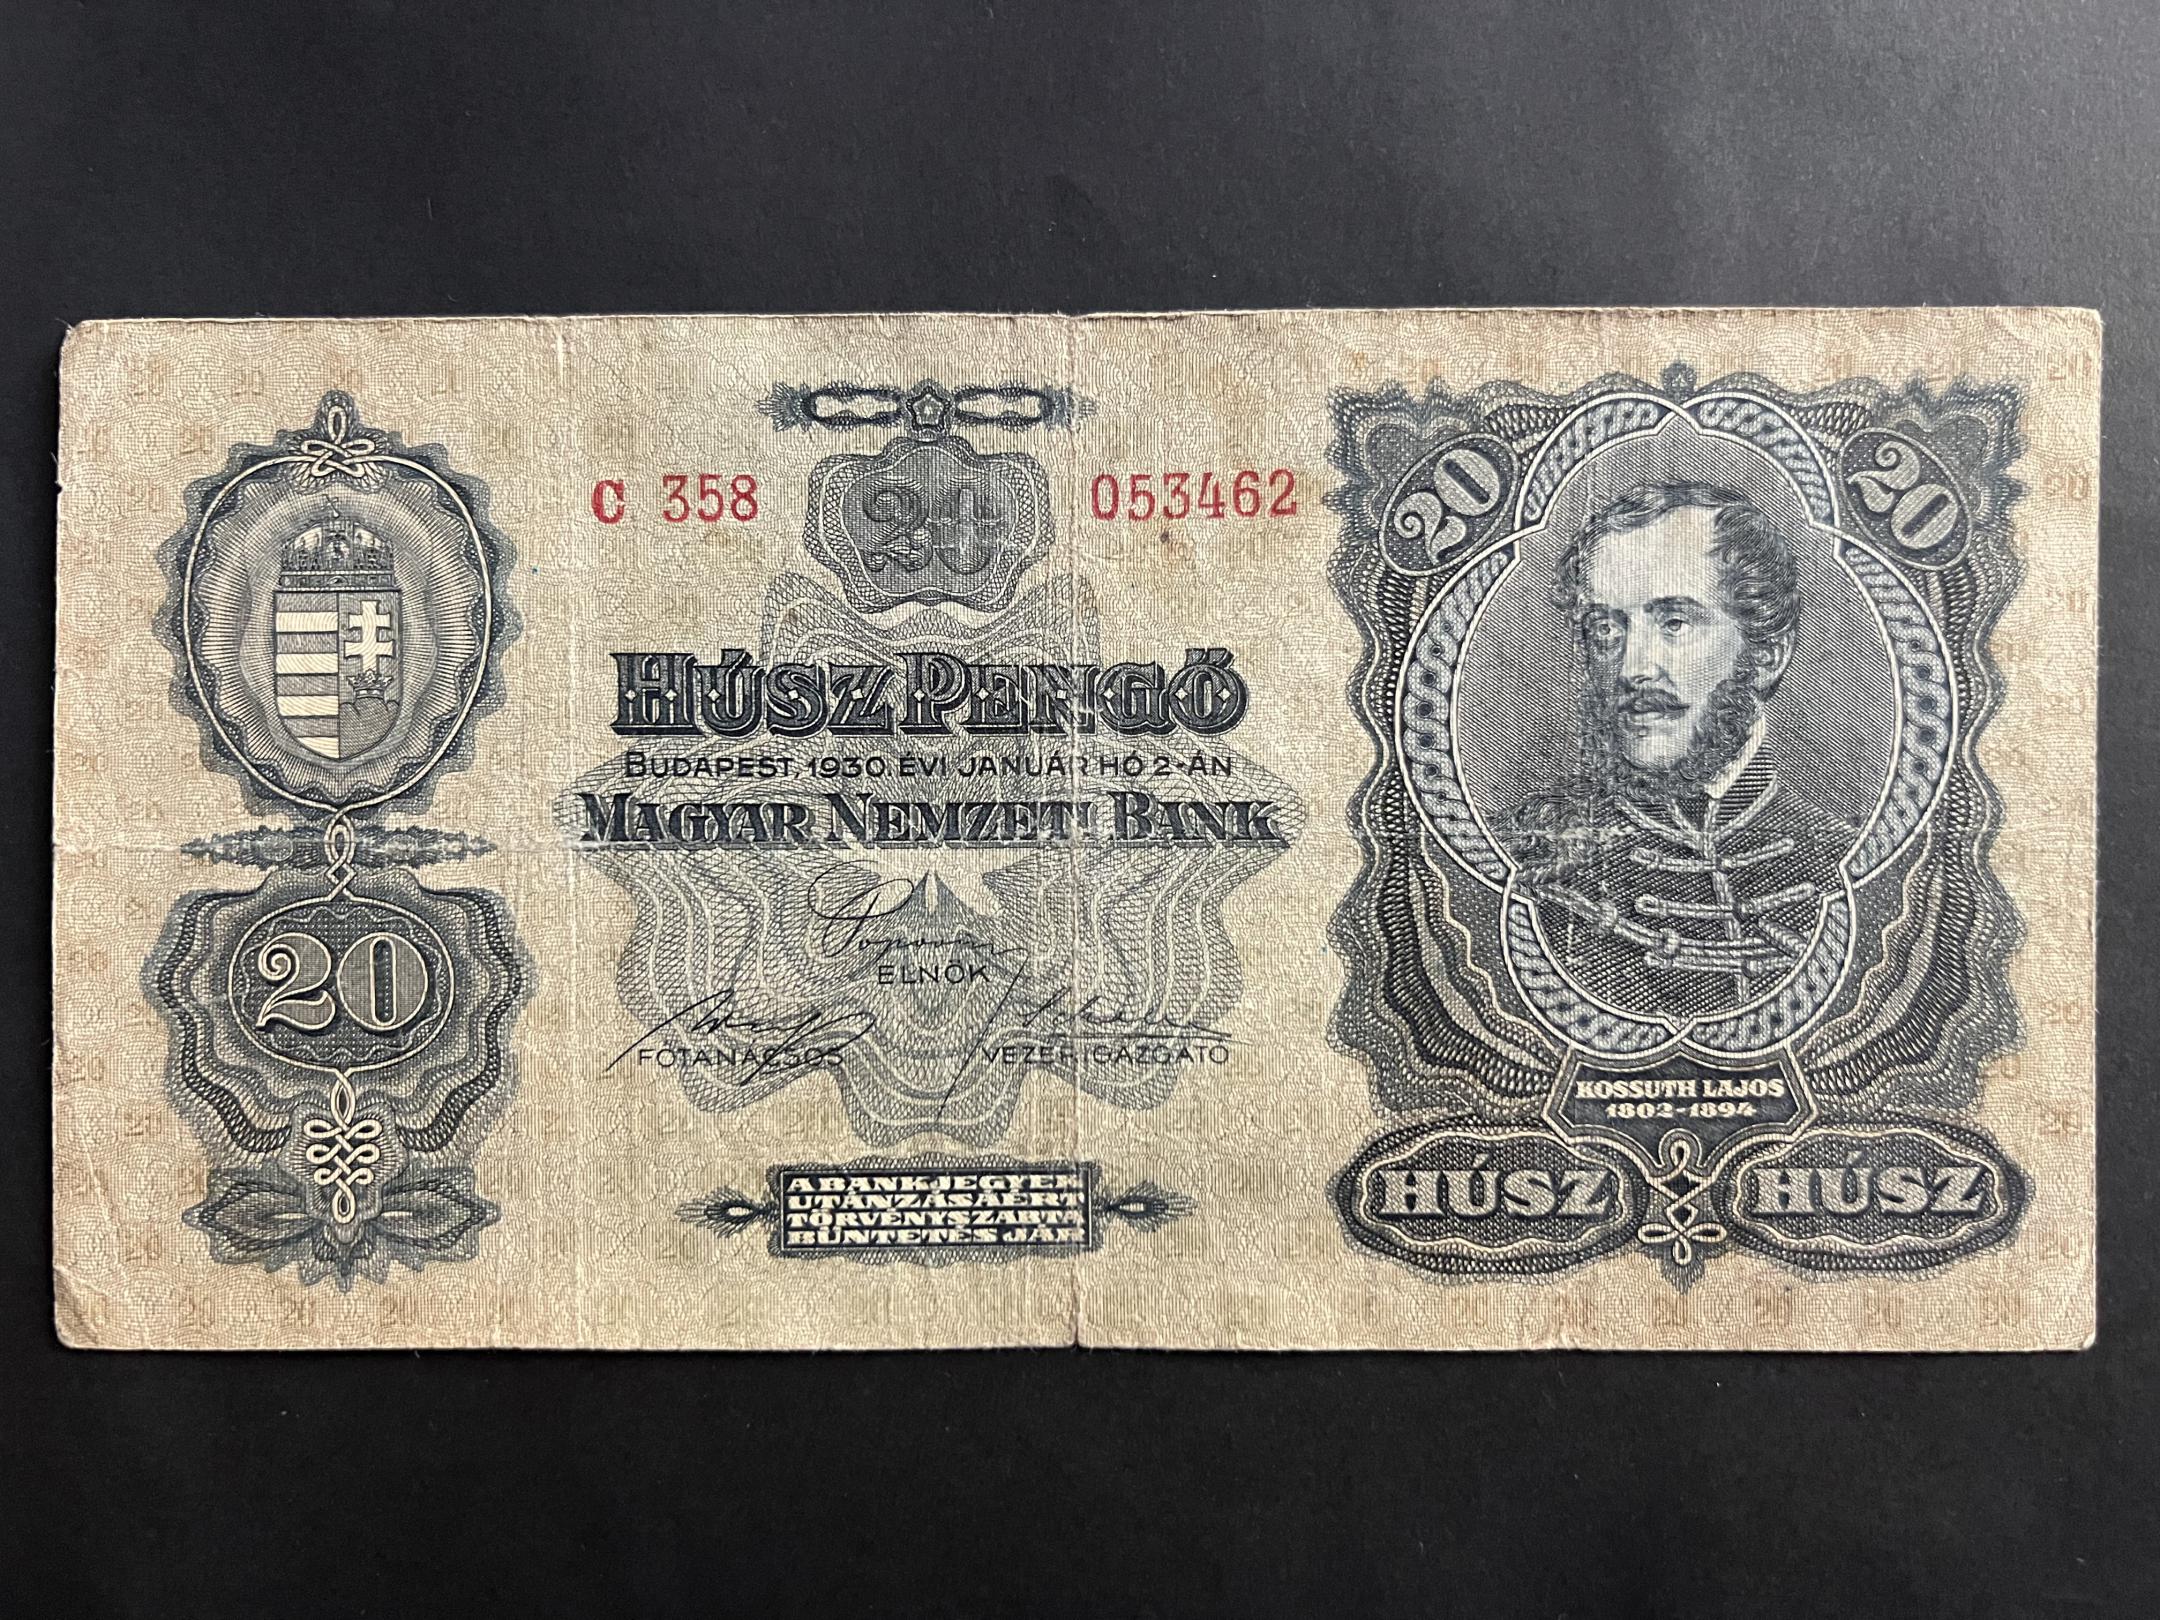 C 358
20
053462
20
20
HÚSZ PENGŐ
BUDAPEST, 1930. ÉVI JANUÁR HÓ 2-ÁN
MAGYAR NEMZETI BANK
ELNÖK
20
FŐTANÁCSOS
VEZÉRIGAZGATÓ
KOSSUTH LAJOS
1802-1894
A BANKJEGYEK
UTÁNZÁSÁÉRT
TÖRVÉNYSZABTA
BÜNTETÉS JÁR
HÚSZ
HÚSZ